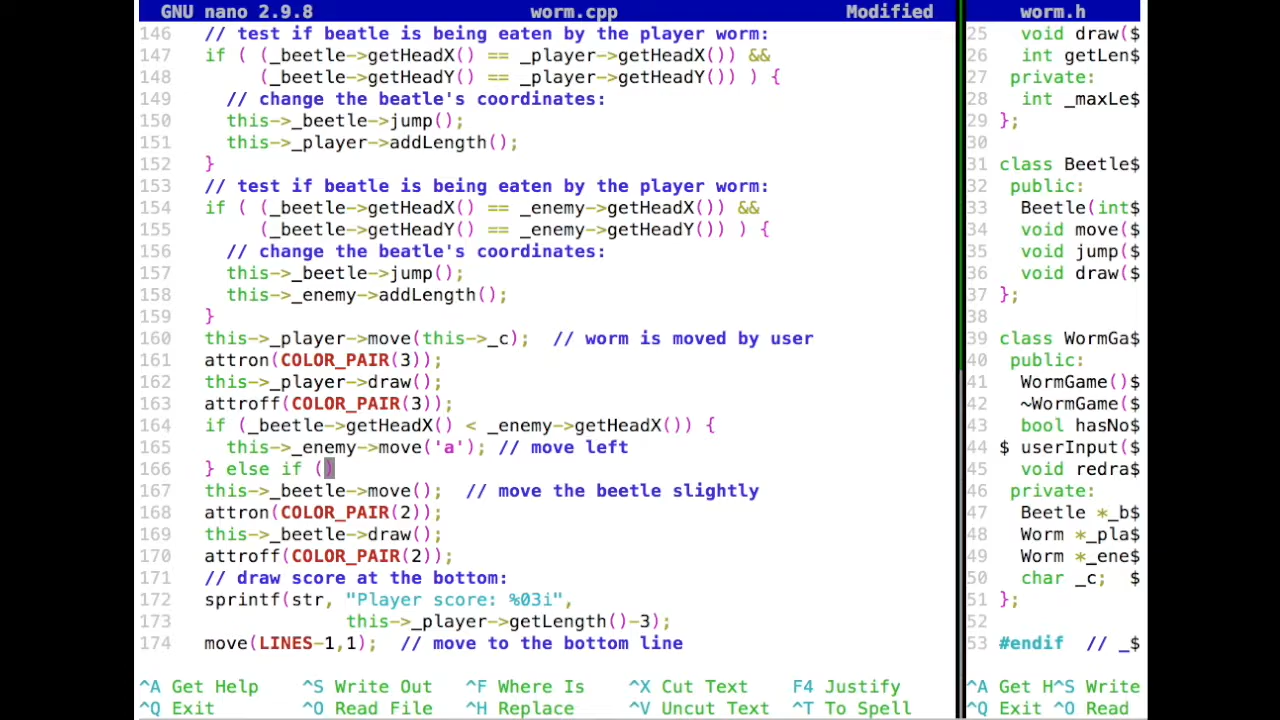 GNU nano 2.9.8 worm.cpp Modified
146 // test if beatle is being eaten by the player worm:
147 if ( (_beetle->getHeadX() == _player->getHeadX()) &&
148 (_beetle->getHeadY() == _player->getHeadY()) ) {
149 // change the beatle's coordinates:
150 this->_beetle->jump();
151 this->_player->addLength();
152 }
153 // test if beatle is being eaten by the player worm:
154 if ( (_beetle->getHeadX() == _enemy->getHeadX()) &&
155 (_beetle->getHeadY() == _enemy->getHeadY()) ) {
156 // change the beatle's coordinates:
157 this->_beetle->jump();
158 this->_enemy->addLength();
159 }
160 this->_player->move(this->_c); // worm is moved by user
161 attron(COLOR_PAIR(3));
162 this->_player->draw();
163 attroff(COLOR_PAIR(3));
164 if (_beetle->getHeadX() < _enemy->getHeadX()) {
165 this->_enemy->move('a'); // move left
166 } else if ()
167 this->_beetle->move(); // move the beetle slightly
168 attron(COLOR_PAIR(2));
169 this->_beetle->draw();
170 attroff(COLOR_PAIR(2));
171 // draw score at the bottom:
172 sprintf(str, "Player score: %03i",
173 this->_player->getLength()-3);
174 move(LINES-1,1); // move to the bottom line
^A Get Help ^S Write Out ^F Where Is ^X Cut Text F4 Justify
^Q Exit ^O Read File ^H Replace ^V Uncut Text ^T To Spell
worm.h
25 void draw($
26 int getLen$
27 private:
28 int _maxLe$
29 };
30
31 class Beetle$
32 public:
33 Beetle(int$
34 void move($
35 void jump($
36 void draw($
37 };
38
39 class WormGa$
40 public:
41 WormGame()$
42 ~WormGame($
43 bool hasNo$
44 $ userInput($
45 void redra$
46 private:
47 Beetle *_b$
48 Worm *_pla$
49 Worm *_ene$
50 char _c; $
51 };
52
53 #endif // _$
^A Get H^S Write
^Q Exit ^O Read